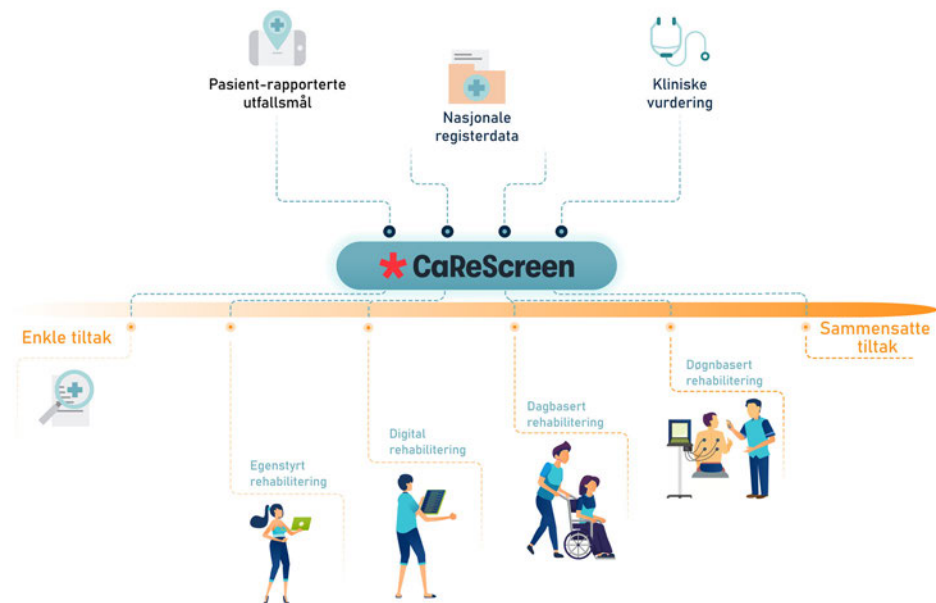 Pasient-rapporterte
utfallsmål
Nasjonale
registerdata
Kliniske
vurdering
CaReScreen
Enkle tiltak
Sammensatte
tiltak
Døgnbasert
rehabilitering
Dagbasert
rehabilitering
Digital
rehabilitering
Egenstyrt
rehabilitering